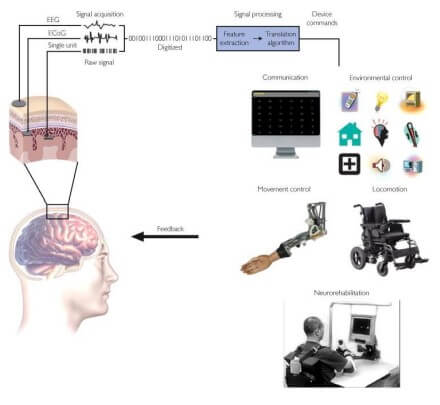 Signal acquisition
Signal processing
Device
commands
EEG
ECoG
Single unit
Raw signal
Digitized
Feature
extraction
Translation
algorithm
Communication
Environmental control
Movement control
Locomotion
Feedback
Neurorehabilitation